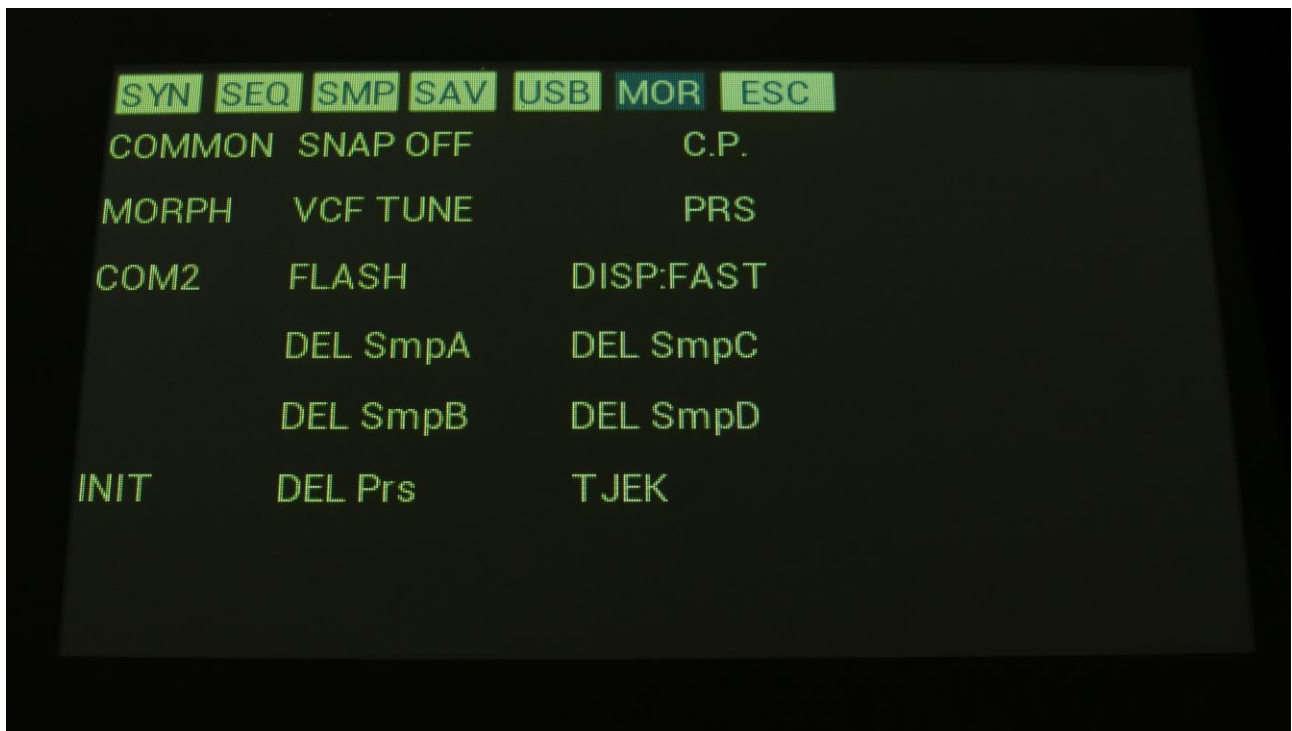 SYN SEQ SMP SAV USB MOR ESC
COMMON SNAP OFF C.P.
MORPH VCF TUNE PRS
COM2 FLASH DISP:FAST
DEL SmpA DEL SmpC
DEL SmpB DEL SmpD
INIT DEL Prs TJEK